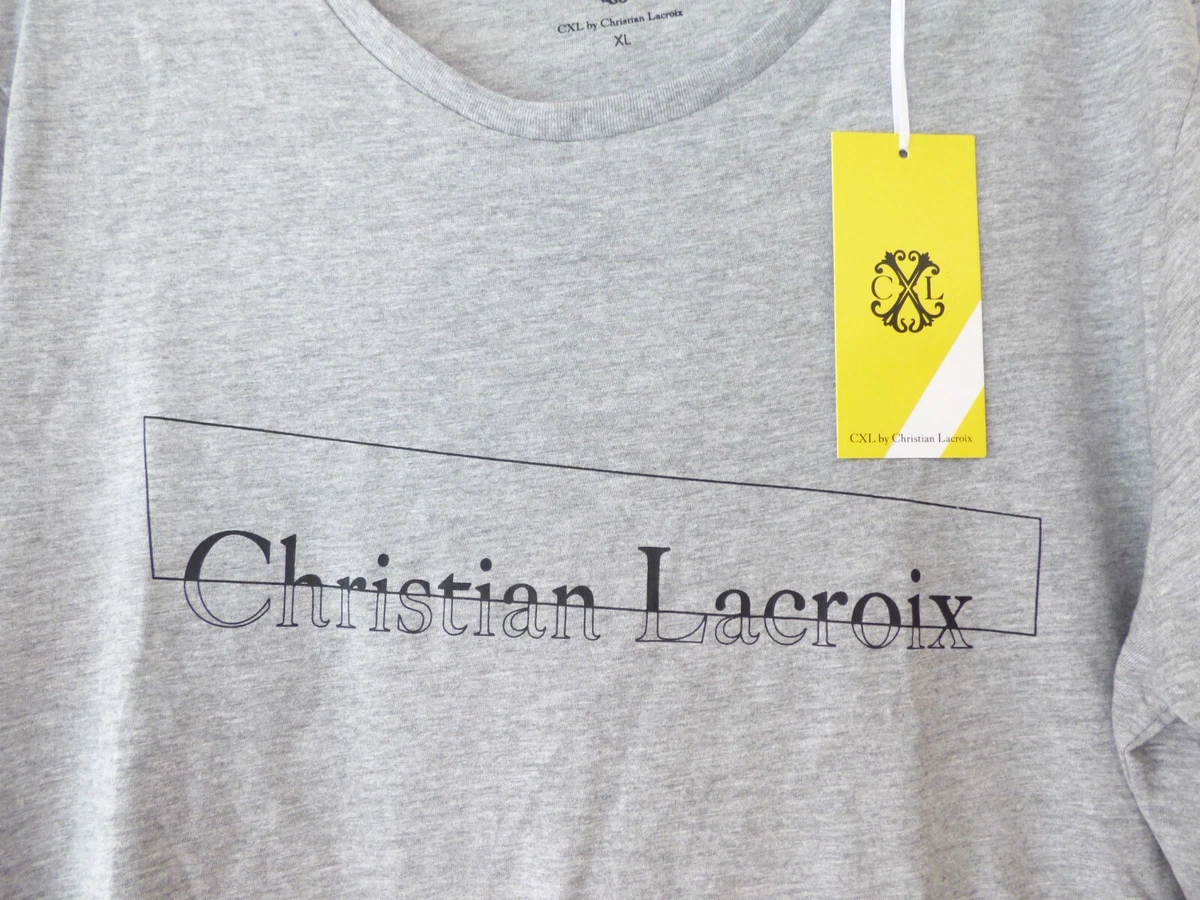 CXL by Christian Lacroix
XL
CXL
CXL by Christian Lacroix
Christian Lacroix